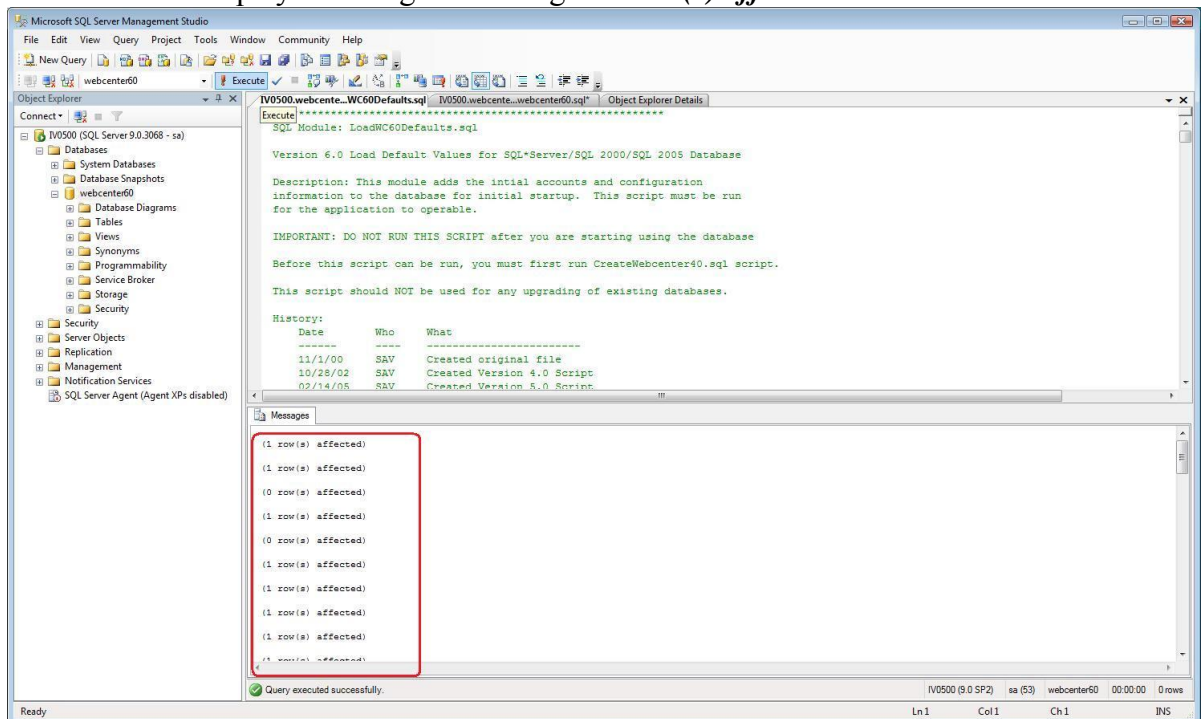 Microsoft SQL Server Management Studio
File Edit View Query Project Tools Window Community Help
New Query
webcenter60 Execute
Object Explorer
Connect
IV0500 (SQL Server 9.0.3068 - sa)
Databases
System Databases
Database Snapshots
webcenter60
Database Diagrams
Tables
Views
Synonyms
Programmability
Service Broker
Storage
Security
Security
Server Objects
Replication
Management
Notification Services
SQL Server Agent (Agent XPs disabled)
IV0500.webcente...WC60Defaults.sql IV0500.webcente...webcenter60.sql* Object Explorer Details
Execute
SQL Module: LoadWC60Defaults.sql
Version 6.0 Load Default Values for SQL*Server/SQL 2000/SQL 2005 Database
Description: This module adds the intial accounts and configuration
information to the database for initial startup. This script must be run
for the application to operable.
IMPORTANT: DO NOT RUN THIS SCRIPT after you are starting using the database
Before this script can be run, you must first run CreateWebcenter40.sql script.
This script should NOT be used for any upgrading of existing databases.
History:
Date Who What
------ ---- ------------------------
11/1/00 SAV Created original file
10/28/02 SAV Created Version 4.0 Script
02/14/05 SAV Created Version 5.0 Script
Messages
(1 row(s) affected)
(1 row(s) affected)
(0 row(s) affected)
(1 row(s) affected)
(0 row(s) affected)
(1 row(s) affected)
(1 row(s) affected)
(1 row(s) affected)
(1 row(s) affected)
(1 row(s) affected)
Query executed successfully. IV0500 (9.0 SP2) sa (53) webcenter60 00:00:00 0 rows
Ready Ln 1 Col 1 Ch 1 INS